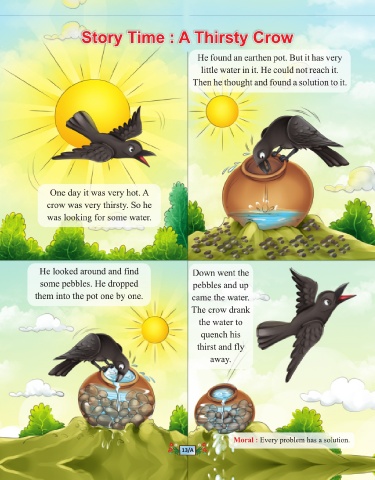 Story Time : A Thirsty Crow
One day it was very hot. A
crow was very thirsty. So he
was looking for some water.
He found an earthen pot. But it has very
little water in it. He could not reach it.
Then he thought and found a solution to it.
He looked around and find
some pebbles. He dropped
them into the pot one by one.
Down went the
pebbles and up
came the water.
The crow drank
the water to
quench his
thirst and fly
away.
Moral : Every problem has a solution.
13/A